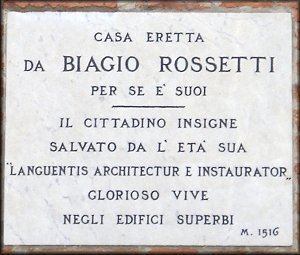 CASA ERETTA
DA BIAGIO ROSSETTI
PER SE E' SUOI
IL CITTADINO INSIGNE
SALVATO DA L' ETÀ SUA
"LANGUENTIS ARCHITECTUR E INSTAURATOR„
GLORIOSO VIVE
NEGLI EDIFICI SUPERBI
M. 1516